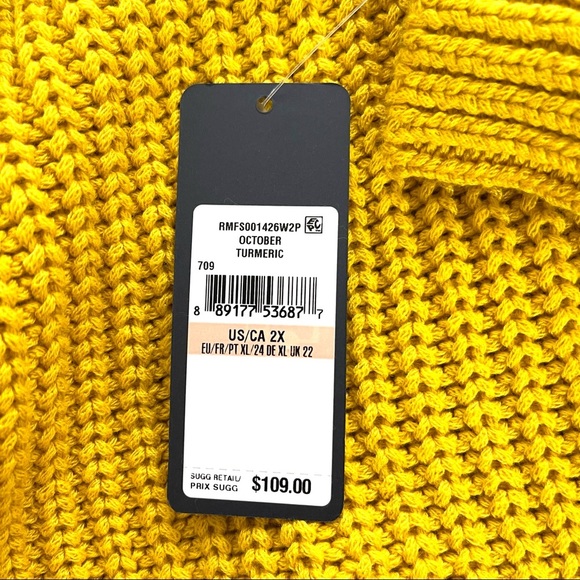 RMFS001426W2P
OCTOBER
TURMERIC
709
8 89177 53687 7
US/CA 2X
EU/FR/PT XL/24 DE XL UK 22
SUGG RETAIL/
PRIX SUGG $109.00